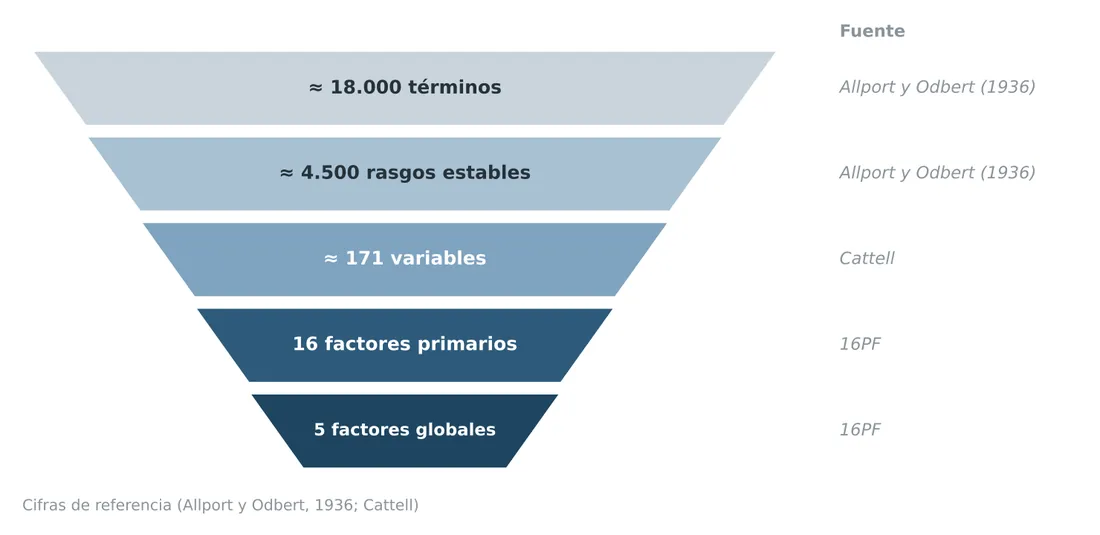 Fuente
≈ 18.000 términos
Allport y Odbert (1936)
≈ 4.500 rasgos estables
Allport y Odbert (1936)
≈ 171 variables
Cattell
16 factores primarios
16PF
5 factores globales
16PF
Cifras de referencia (Allport y Odbert, 1936; Cattell)